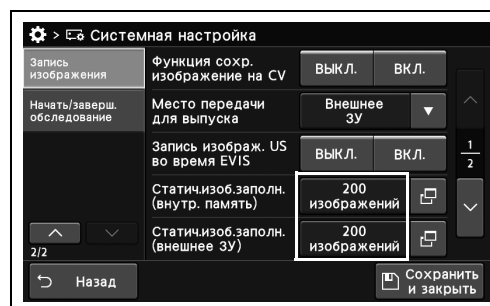 > Системная настройка
Запись
изображения
Начать/заверш.
обследование
2/2
Функция сохр.
изображение на CV
ВЫКЛ. ВКЛ.
Место передачи
для выпуска
Внешнее
ЗУ
Запись изображ. US
во время EVIS
ВЫКЛ. ВКЛ.
Статич.изоб.заполн.
(внутр. память)
200
изображений
Статич.изоб.заполн.
(внешнее ЗУ)
200
изображений
1
2
Назад
Сохранить
и закрыть